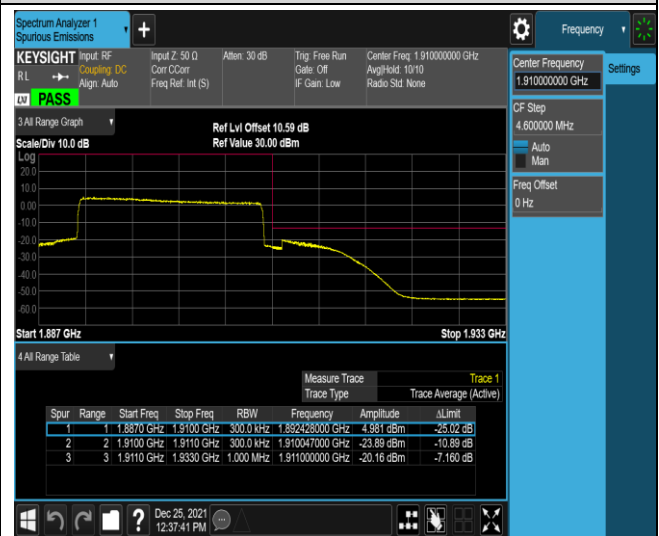 Spectrum Analyzer 1
Spurious Emissions
Frequency
KEYSIGHT Input: RF Input Z: 50 Ω Atten: 30 dB Trig: Free Run Center Freq: 1.910000000 GHz
RL Coupling: DC Corr CCorr Gate: Off Avg|Hold: 10/10
Align: Auto Freq Ref: Int (S) IF Gain: Low Radio Std: None
LXI PASS
Center Frequency
1.910000000 GHz
Settings
CF Step
4.600000 MHz
Auto
Man
Freq Offset
0 Hz
3 All Range Graph
Ref Lvl Offset 10.59 dB
Scale/Div 10.0 dB Ref Value 30.00 dBm
Log
20.0
10.0
0.00
-10.0
-20.0
-30.0
-40.0
-50.0
-60.0
Start 1.887 GHz Stop 1.933 GHz
4 All Range Table
Measure Trace Trace 1
Trace Type Trace Average (Active)
Spur Range Start Freq Stop Freq RBW Frequency Amplitude ΔLimit
1 1 1.8870 GHz 1.9100 GHz 300.0 kHz 1.892428000 GHz 4.981 dBm -25.02 dB
2 2 1.9100 GHz 1.9110 GHz 300.0 kHz 1.910047000 GHz -23.89 dBm -10.89 dB
3 3 1.9110 GHz 1.9330 GHz 1.000 MHz 1.911000000 GHz -20.16 dBm -7.160 dB
Dec 25, 2021
12:37:41 PM